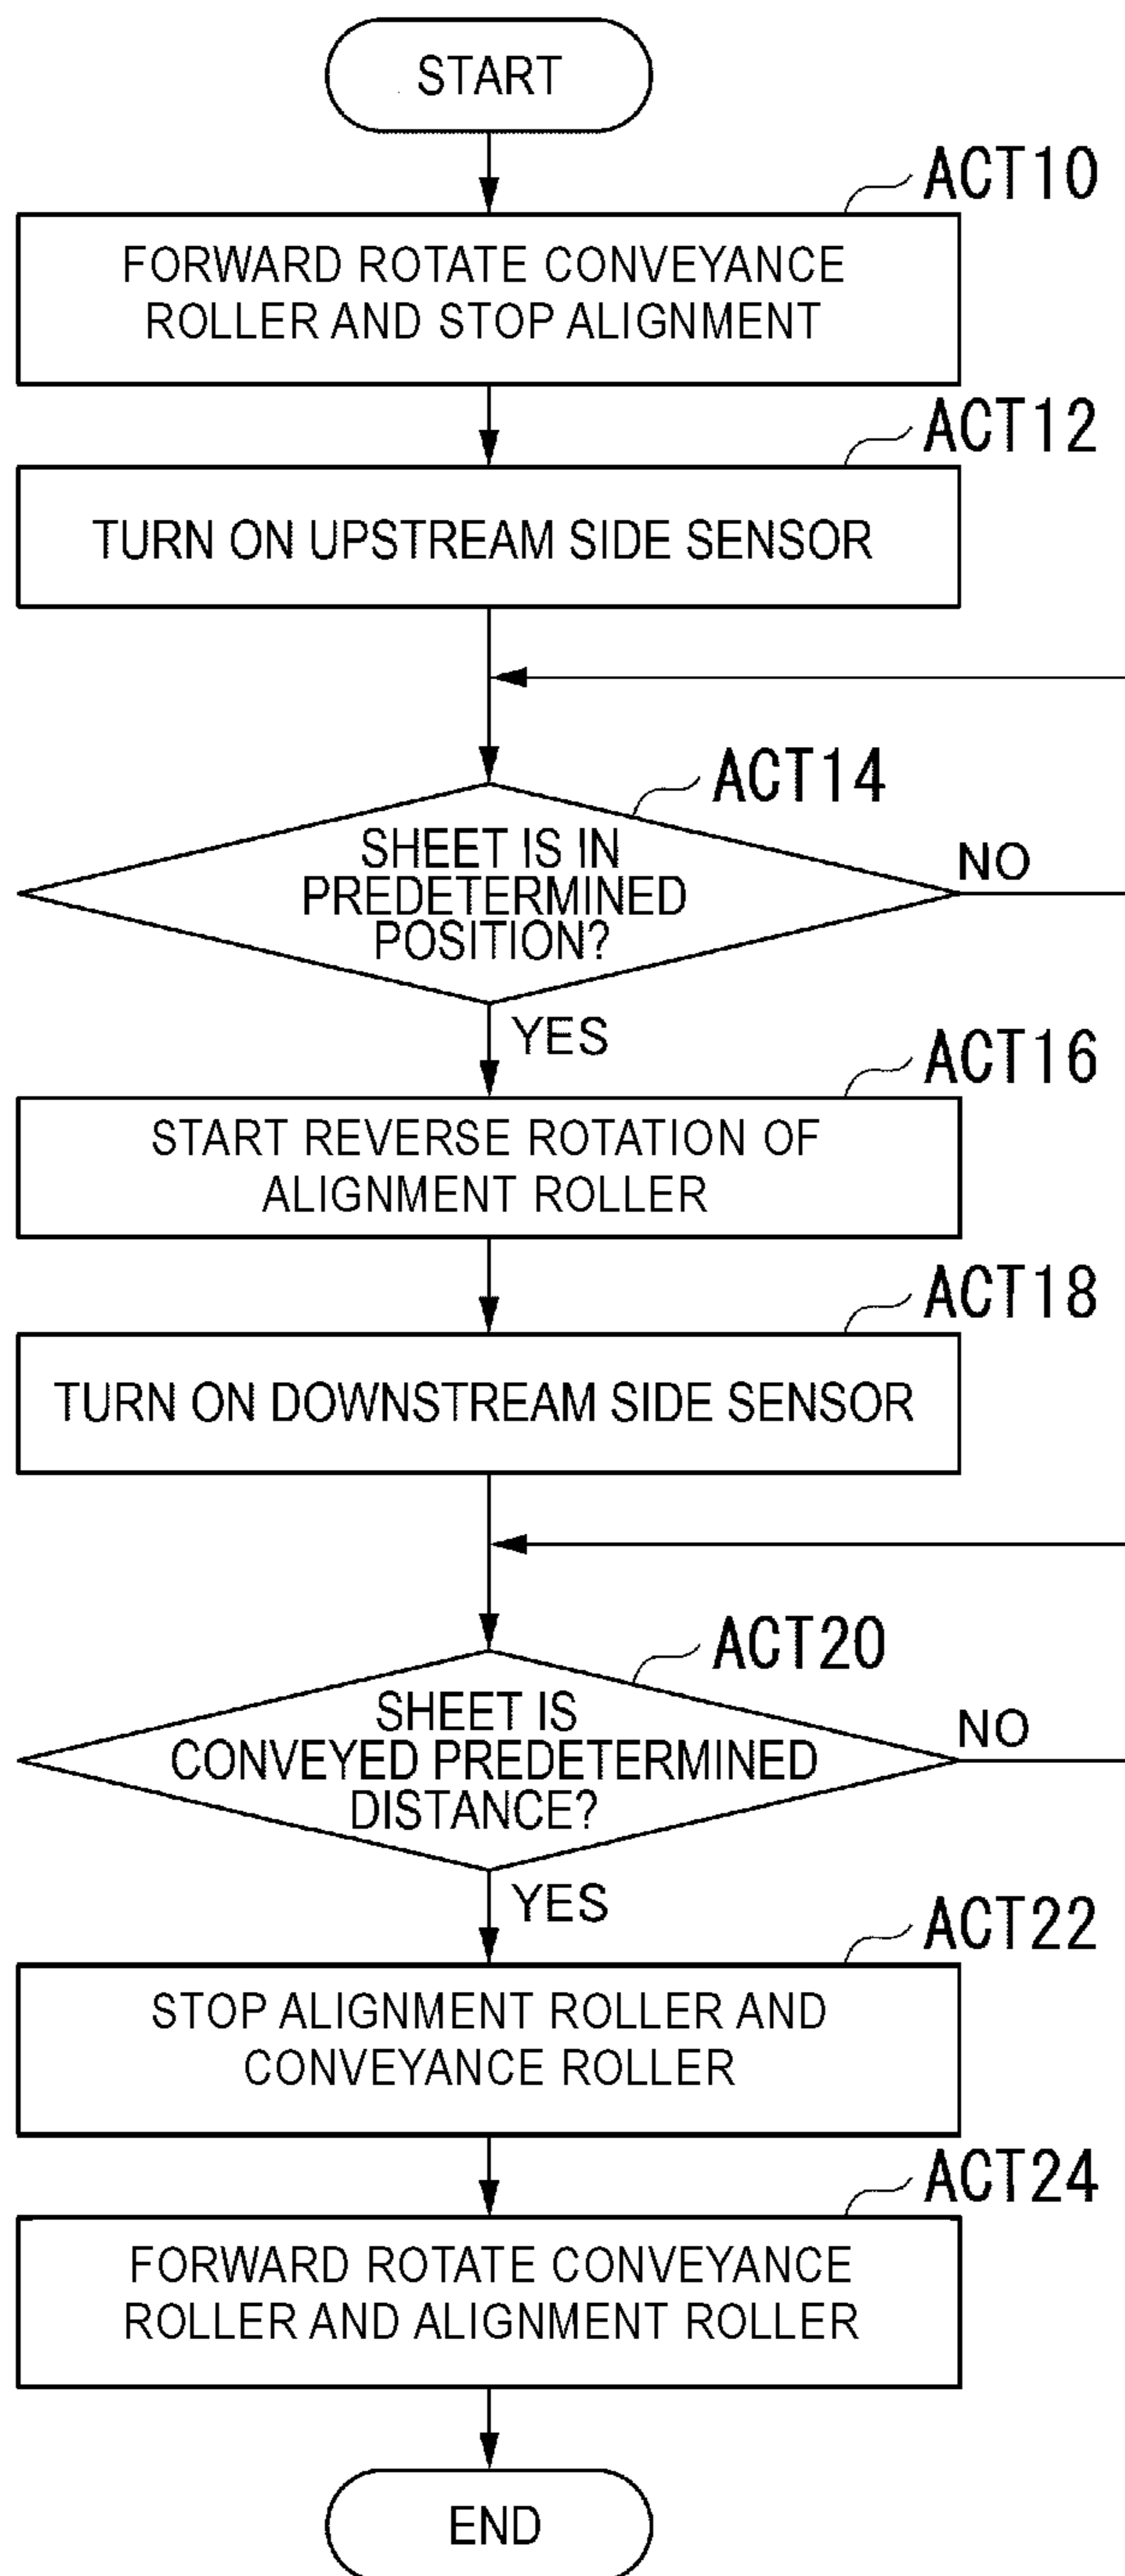 START
ACT10
FORWARD ROTATE CONVEYANCE
ROLLER AND STOP ALIGNMENT
ACT12
TURN ON UPSTREAM SIDE SENSOR
ACT14
SHEET IS IN
PREDETERMINED
POSITION?
NO
YES
ACT16
START REVERSE ROTATION OF
ALIGNMENT ROLLER
ACT18
TURN ON DOWNSTREAM SIDE SENSOR
ACT20
SHEET IS
CONVEYED PREDETERMINED
DISTANCE?
NO
YES
ACT22
STOP ALIGNMENT ROLLER AND
CONVEYANCE ROLLER
ACT24
FORWARD ROTATE CONVEYANCE
ROLLER AND ALIGNMENT ROLLER
END